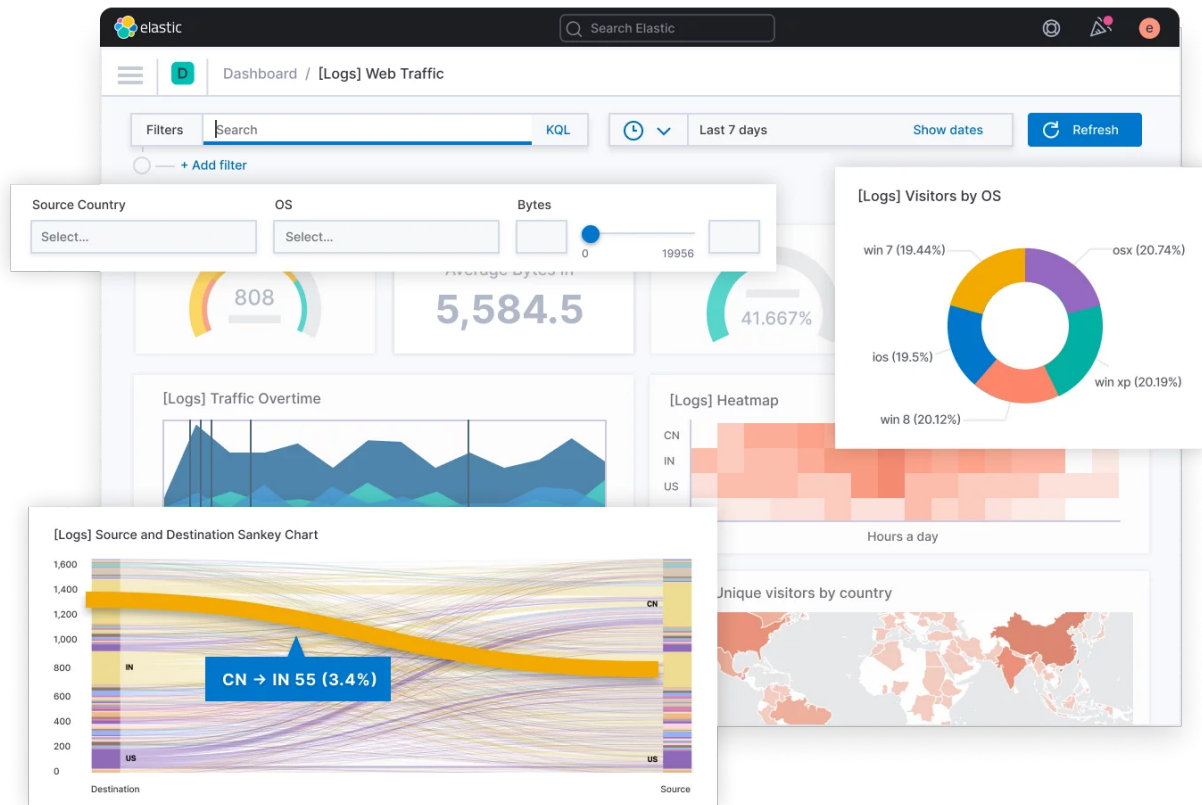 elastic
Search Elastic
e
D
Dashboard / [Logs] Web Traffic
Filters
Search
KQL
Last 7 days
Show dates
Refresh
+ Add filter
Source Country
OS
Bytes
Select...
Select...
0
19956
[Logs] Visitors by OS
win 7 (19.44%)
osx (20.74%)
ios (19.5%)
win xp (20.19%)
win 8 (20.12%)
808
Average Bytes In
5,584.5
41.667%
[Logs] Traffic Overtime
[Logs] Heatmap
CN
IN
US
Hours a day
[Logs] Source and Destination Sankey Chart
1,600
1,400
1,200
1,000
800
600
400
200
0
CN
IN
CN → IN 55 (3.4%)
US
US
Destination
Source
Unique visitors by country